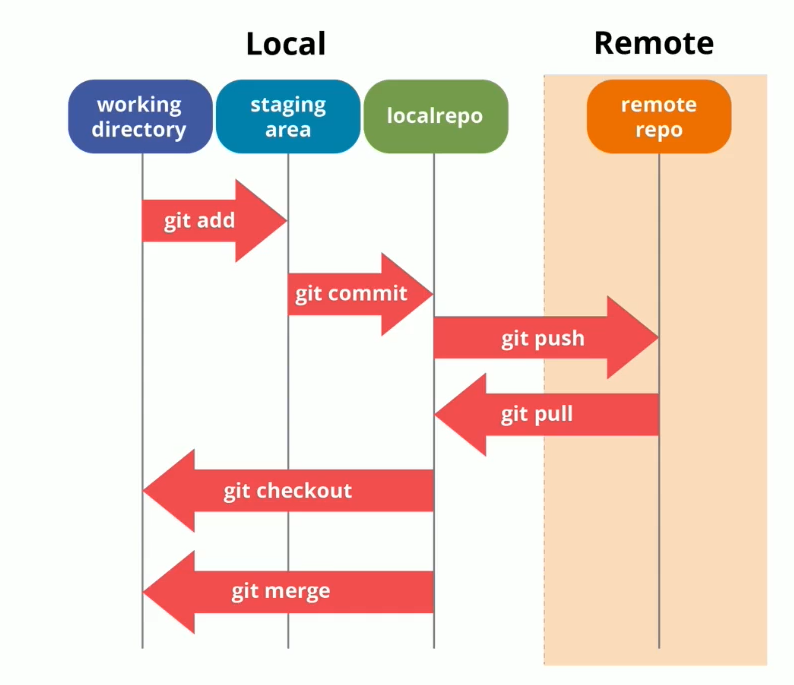 Local
Remote
working
directory
staging
area
localrepo
remote
repo
git add
git commit
git push
git pull
git checkout
git merge